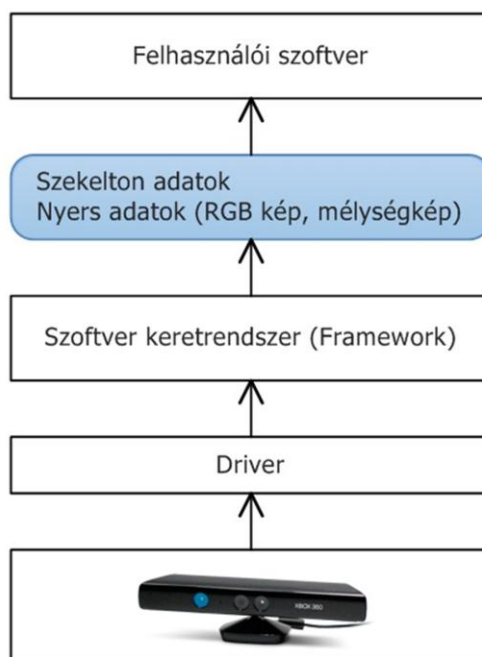 Felhasználói szoftver
Szekelton adatok
Nyers adatok (RGB kép, mélységkép)
Szoftver keretrendszer (Framework)
Driver
XBOX 360